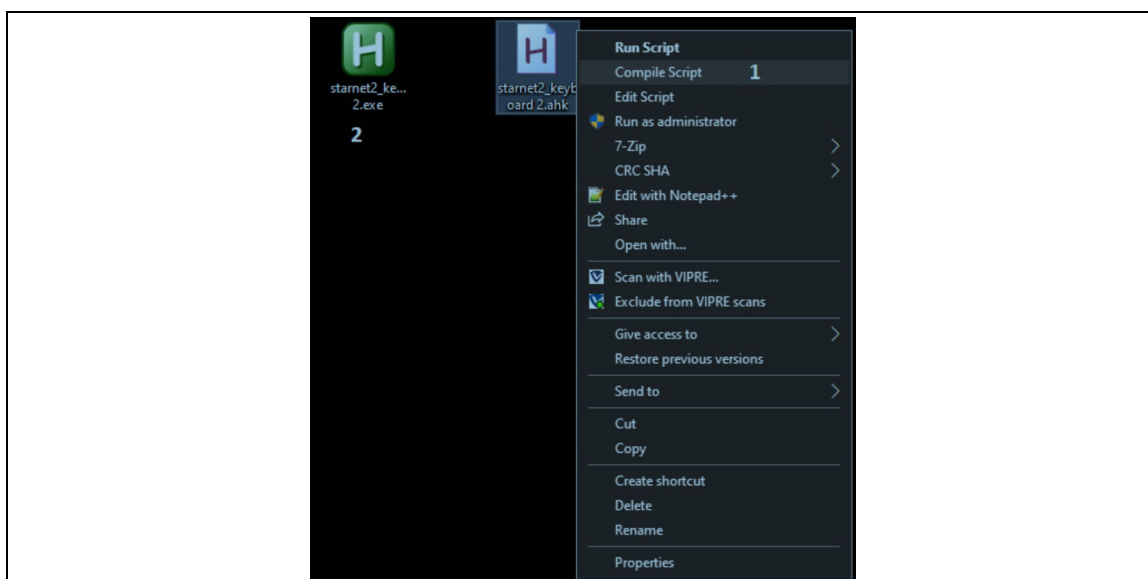 H
starnet2_ke...
2.exe
2
H
starnet2_keyb
oard 2.ahk
Run Script
Compile Script 1
Edit Script
Run as administrator
7-Zip
CRC SHA
Edit with Notepad++
Share
Open with...
Scan with VIPRE...
Exclude from VIPRE scans
Give access to
Restore previous versions
Send to
Cut
Copy
Create shortcut
Delete
Rename
Properties